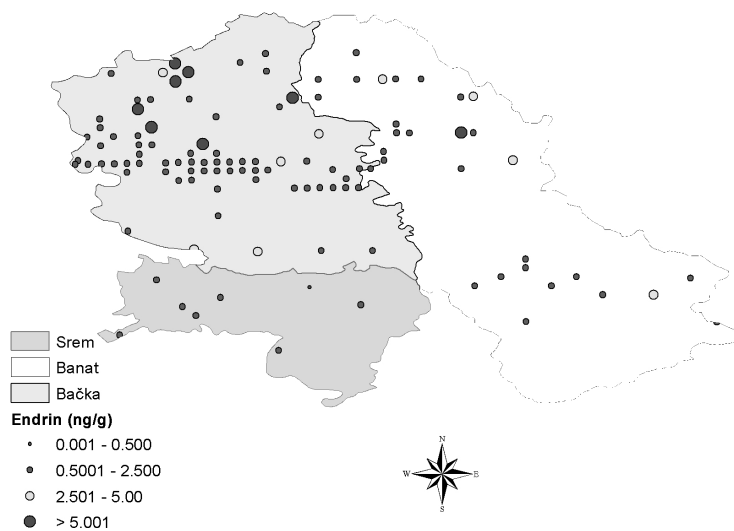 Srem
Banat
Bačka
Endrin (ng/g)
0.001 - 0.500
0.5001 - 2.500
2.501 - 5.00
> 5.001
N
W E
S